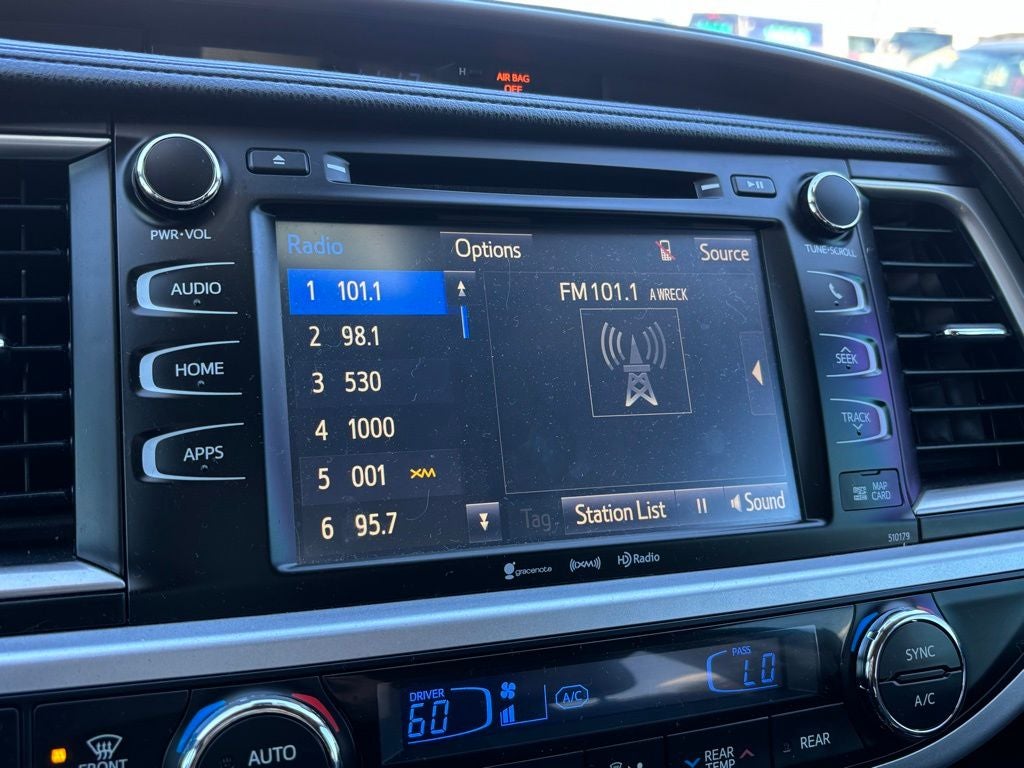 H
AIR BAG
OFF
PWR•VOL
TUNE•SCROLL
AUDIO
HOME
APPS
Radio
Options
Source
1 101.1
2 98.1
3 530
4 1000
5 001 XM
6 95.7
FM 101.1 A WRECK
Tag
Station List
Sound
SEEK
TRACK
MAP
CARD
510179
gracenote
((XM))
HD Radio
DRIVER
60
A/C
PASS
LO
SYNC
A/C
FRONT
AUTO
REAR
TEMP
REAR